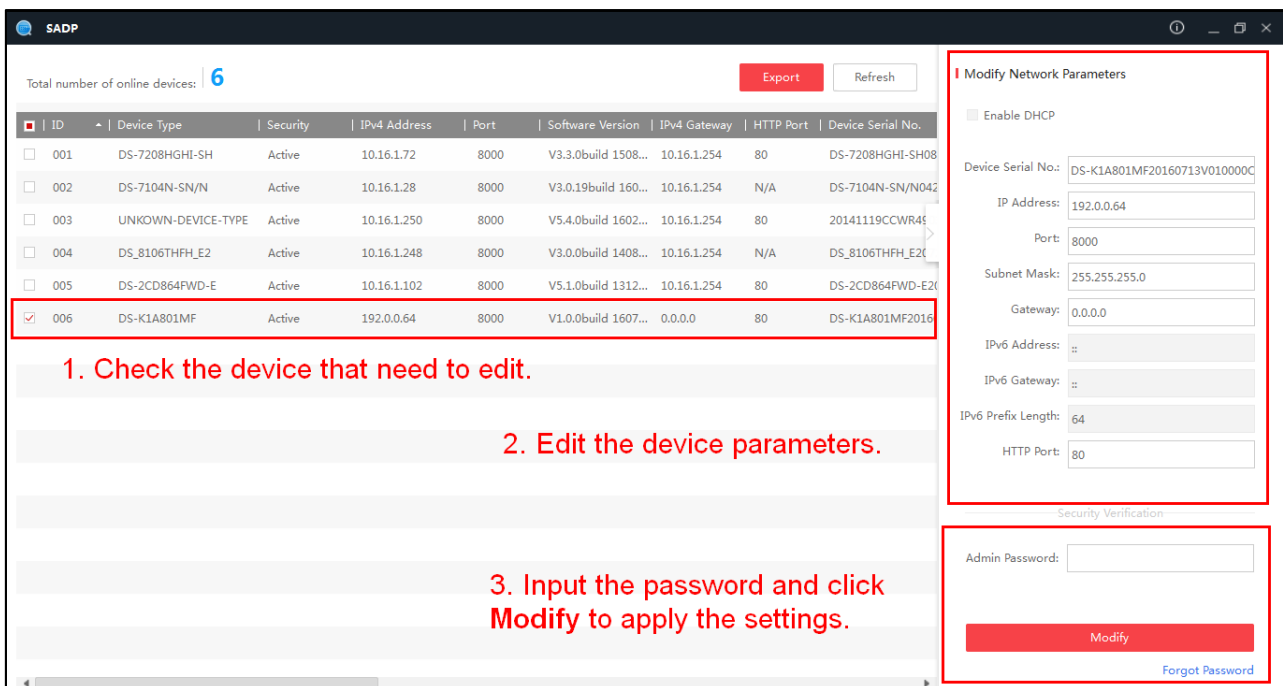 SADP
Total number of online devices: 6
Export
Refresh
ID | Device Type | Security | IPv4 Address | Port | Software Version | IPv4 Gateway | HTTP Port | Device Serial No.
001 DS-7208HGHI-SH Active 10.16.1.72 8000 V3.3.0build 1508... 10.16.1.254 80 DS-7208HGHI-SH08
002 DS-7104N-SN/N Active 10.16.1.28 8000 V3.0.19build 160... 10.16.1.254 N/A DS-7104N-SN/N042
003 UNKOWN-DEVICE-TYPE Active 10.16.1.250 8000 V5.4.0build 1602... 10.16.1.254 80 20141119CCWR49
004 DS_8106THFH_E2 Active 10.16.1.248 8000 V3.0.0build 1408... 10.16.1.254 N/A DS_8106THFH_E20
005 DS-2CD864FWD-E Active 10.16.1.102 8000 V5.1.0build 1312... 10.16.1.254 80 DS-2CD864FWD-E20
006 DS-K1A801MF Active 192.0.0.64 8000 V1.0.0build 1607... 0.0.0.0 80 DS-K1A801MF2016
1. Check the device that need to edit.
2. Edit the device parameters.
3. Input the password and click
Modify to apply the settings.
Modify Network Parameters
Enable DHCP
Device Serial No.: DS-K1A801MF20160713V010000C
IP Address: 192.0.0.64
Port: 8000
Subnet Mask: 255.255.255.0
Gateway: 0.0.0.0
IPv6 Address: ::
IPv6 Gateway: ::
IPv6 Prefix Length: 64
HTTP Port: 80
Security Verification
Admin Password:
Modify
Forgot Password